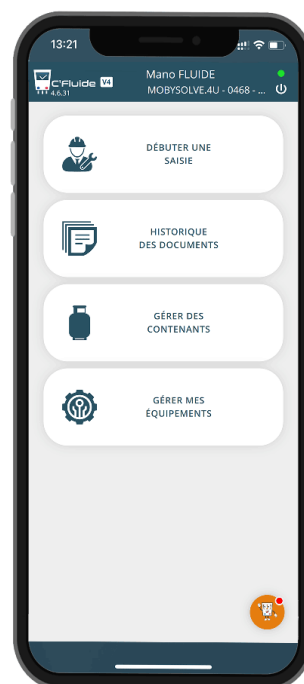 13:21
C'Fluide V4
4.6.31
Mano FLUIDE
MOBYSOLVE.4U - 0468 - ...
DÉBUTER UNE
SAISIE
HISTORIQUE
DES DOCUMENTS
GÉRER DES
CONTENANTS
GÉRER MES
ÉQUIPEMENTS